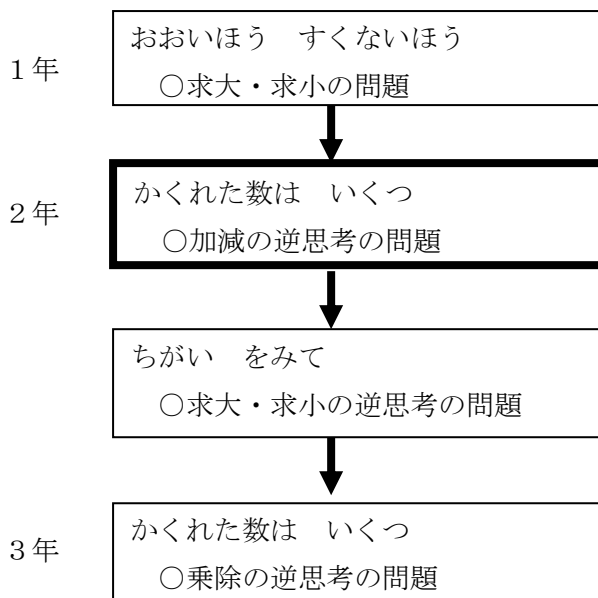 おおいほう　すくないほう
１年
○求大・求小の問題
かくれた数は　いくつ
２年
○加減の逆思考の問題
ちがい　をみて
○求大・求小の逆思考の問題
かくれた数は　いくつ
３年
○乗除の逆思考の問題